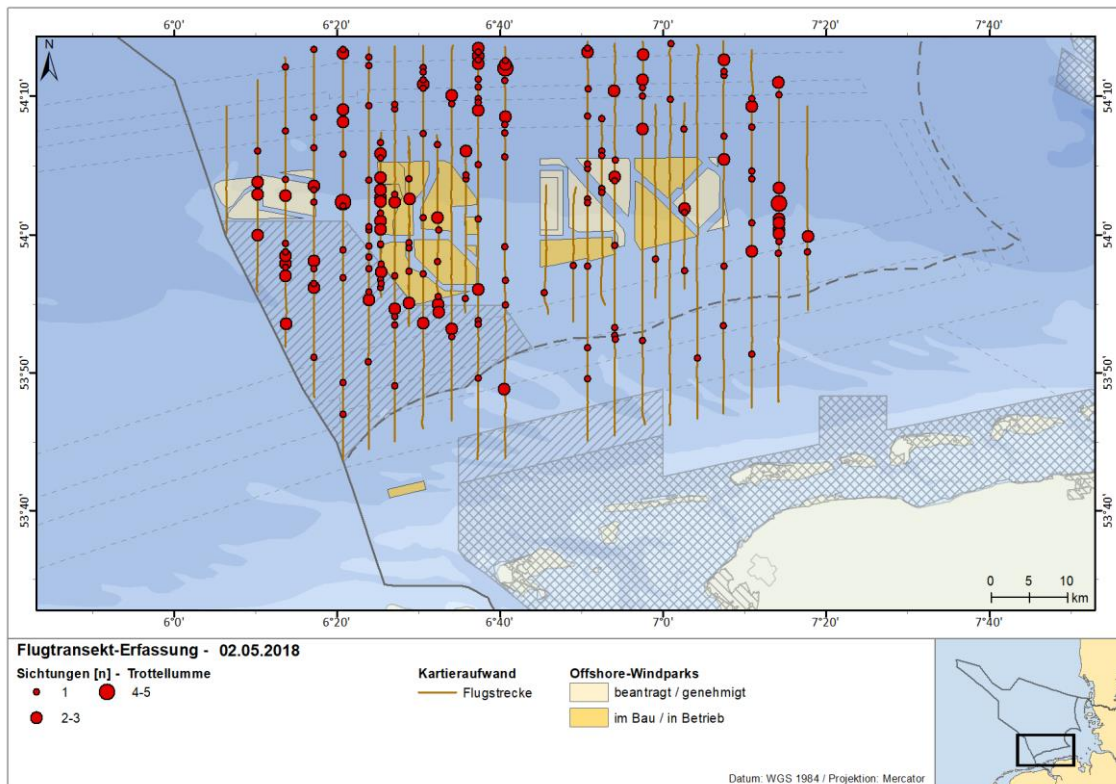 6°0' 6°20' 6°40' 7°0' 7°20' 7°40'
N
54°10' 54°10'
54°0' 54°0'
53°50' 53°50'
53°40' 53°40'
0 5 10
km
6°0' 6°20' 6°40' 7°0' 7°20' 7°40'
Flugtransekt-Erfassung - 02.05.2018
Sichtungen [n] - Trottellumme
1
4-5
2-3
Kartieraufwand
Flugstrecke
Offshore-Windparks
beantragt / genehmigt
im Bau / in Betrieb
Datum: WGS 1984 / Projektion: Mercator